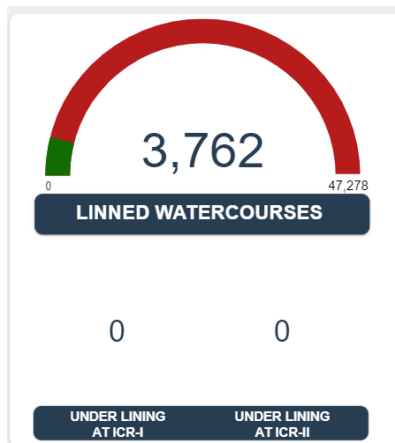 3,762
0
47,278
LINNED WATERCOURSES
0
0
UNDER LINING
AT ICR-I
UNDER LINING
AT ICR-II